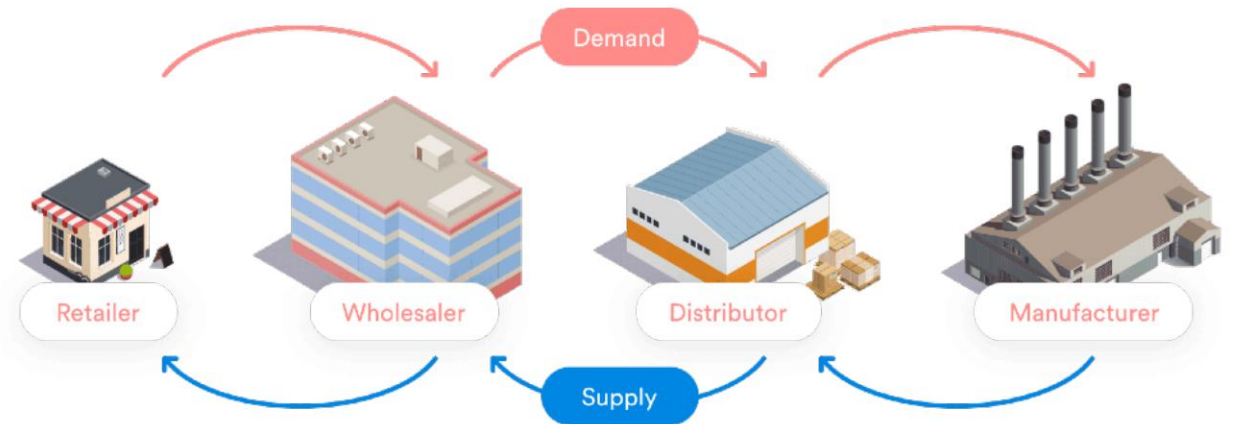 Demand
Retailer
Wholesaler
Distributor
Manufacturer
Supply